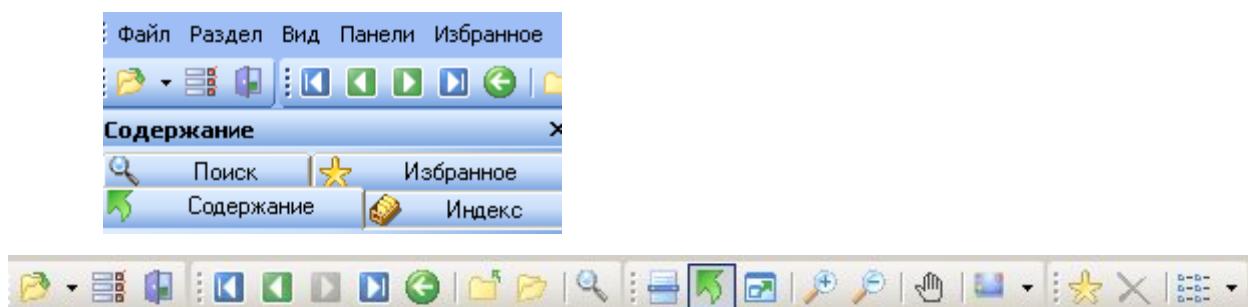 Файл Раздел Вид Панели Избранное
Содержание
Поиск Избранное
Содержание Индекс